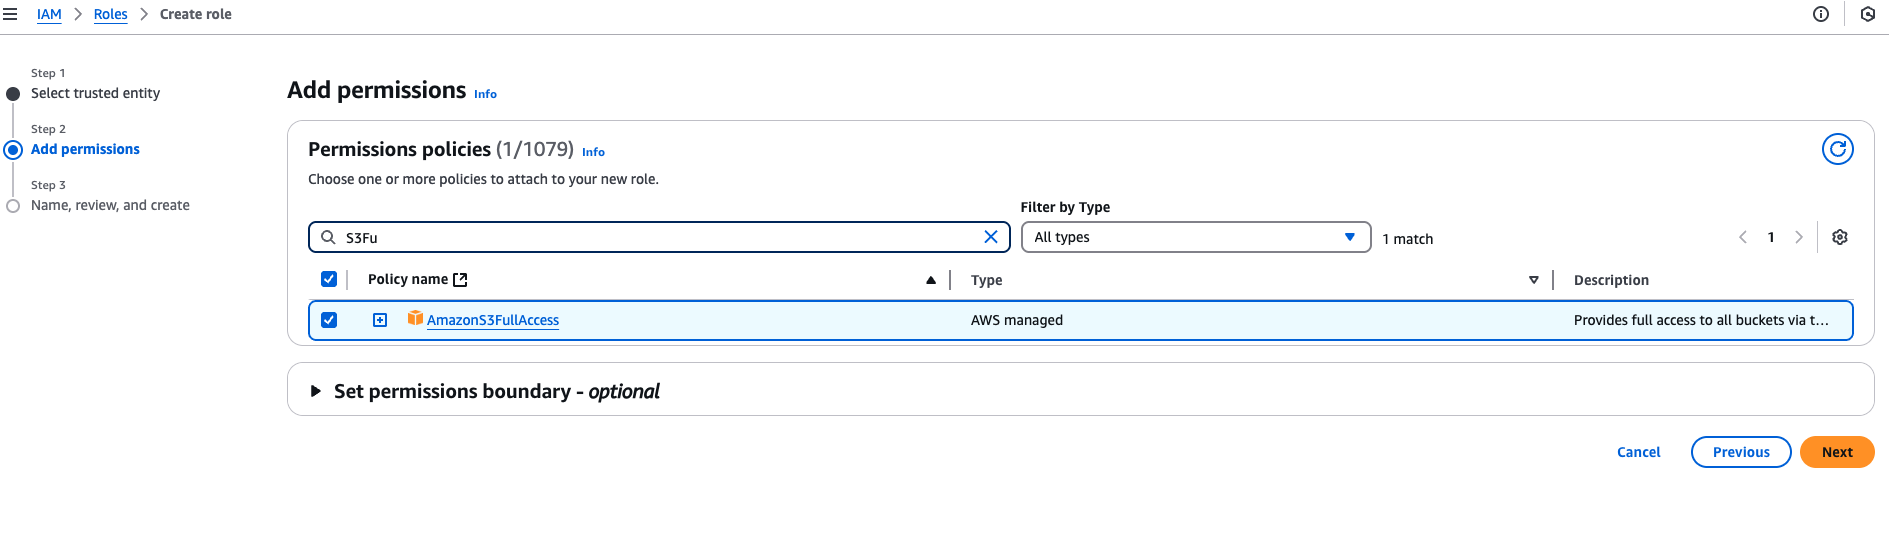 IAM > Roles > Create role
Step 1
Select trusted entity
Step 2
Add permissions
Step 3
Name, review, and create
Add permissions Info
Permissions policies (1/1079) Info
Choose one or more policies to attach to your new role.
Filter by Type
S3Fu
All types
1 match
1
Policy name
Type
Description
AmazonS3FullAccess
AWS managed
Provides full access to all buckets via t...
Set permissions boundary - optional
Cancel
Previous
Next